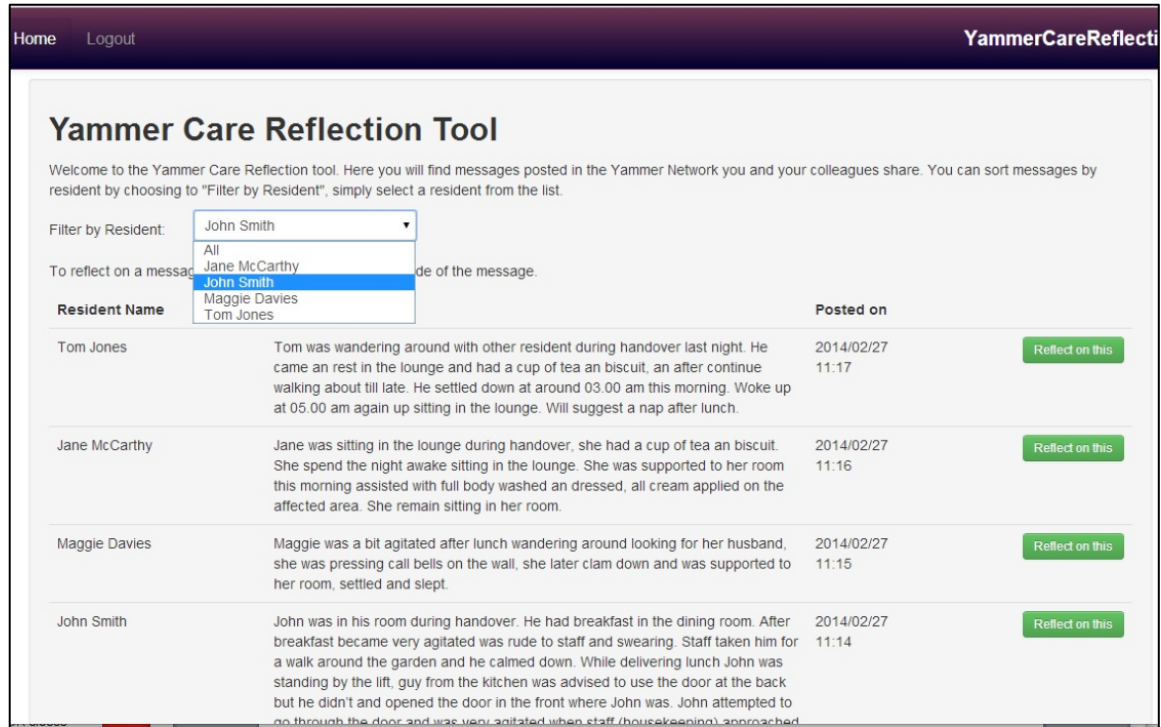 Home Logout YammerCareReflecti
Yammer Care Reflection Tool
Welcome to the Yammer Care Reflection tool. Here you will find messages posted in the Yammer Network you and your colleagues share. You can sort messages by
resident by choosing to "Filter by Resident", simply select a resident from the list.
Filter by Resident: John Smith
All
Jane McCarthy
John Smith
Maggie Davies
Tom Jones
To reflect on a messag de of the message.
Resident Name Posted on
Tom Jones Tom was wandering around with other resident during handover last night. He 2014/02/27 Reflect on this
came an rest in the lounge and had a cup of tea an biscuit, an after continue 11:17
walking about till late. He settled down at around 03.00 am this morning. Woke up
at 05.00 am again up sitting in the lounge. Will suggest a nap after lunch.
Jane McCarthy Jane was sitting in the lounge during handover, she had a cup of tea an biscuit. 2014/02/27 Reflect on this
She spend the night awake sitting in the lounge. She was supported to her room 11:16
this morning assisted with full body washed an dressed, all cream applied on the
affected area. She remain sitting in her room.
Maggie Davies Maggie was a bit agitated after lunch wandering around looking for her husband, 2014/02/27 Reflect on this
she was pressing call bells on the wall, she later clam down and was supported to 11:15
her room, settled and slept.
John Smith John was in his room during handover. He had breakfast in the dining room. After 2014/02/27 Reflect on this
breakfast became very agitated was rude to staff and swearing. Staff taken him for 11:14
a walk around the garden and he calmed down. While delivering lunch John was
standing by the lift, guy from the kitchen was advised to use the door at the back
but he didn't and opened the door in the front where John was. John attempted to
go through the door and was very agitated when staff (housekeeping) approached